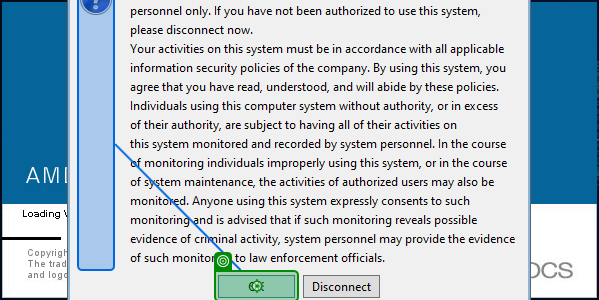 personnel only. If you have not been authorized to use this system,
please disconnect now.
Your activities on this system must be in accordance with all applicable
information security policies of the company. By using this system, you
agree that you have read, understood, and will abide by these policies.
Individuals using this computer system without authority, or in excess
of their authority, are subject to having all of their activities on
this system monitored and recorded by system personnel. In the course
of monitoring individuals improperly using this system, or in the course
of system maintenance, the activities of authorized users may also be
monitored. Anyone using this system expressly consents to such
monitoring and is advised that if such monitoring reveals possible
evidence of criminal activity, system personnel may provide the evidence
of such to law enforcement officials.
Disconnect
Loading
Copyrigh
The trad
and logo